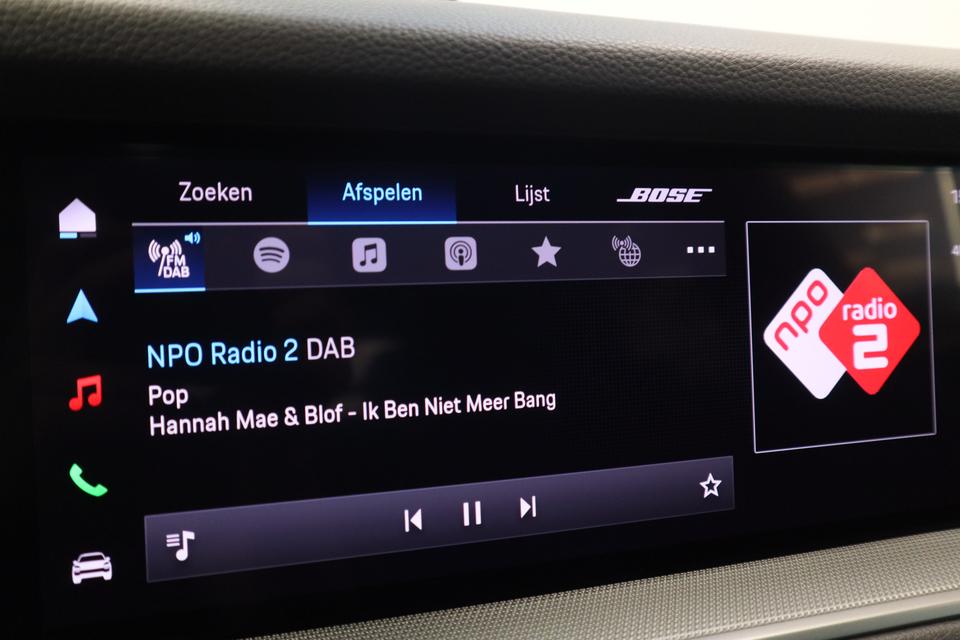 Zoeken
Afspelen
Lijst
BOSE
FM
DAB
NPO Radio 2 DAB
Pop
Hannah Mae & Blof - Ik Ben Niet Meer Bang
npo
radio
2